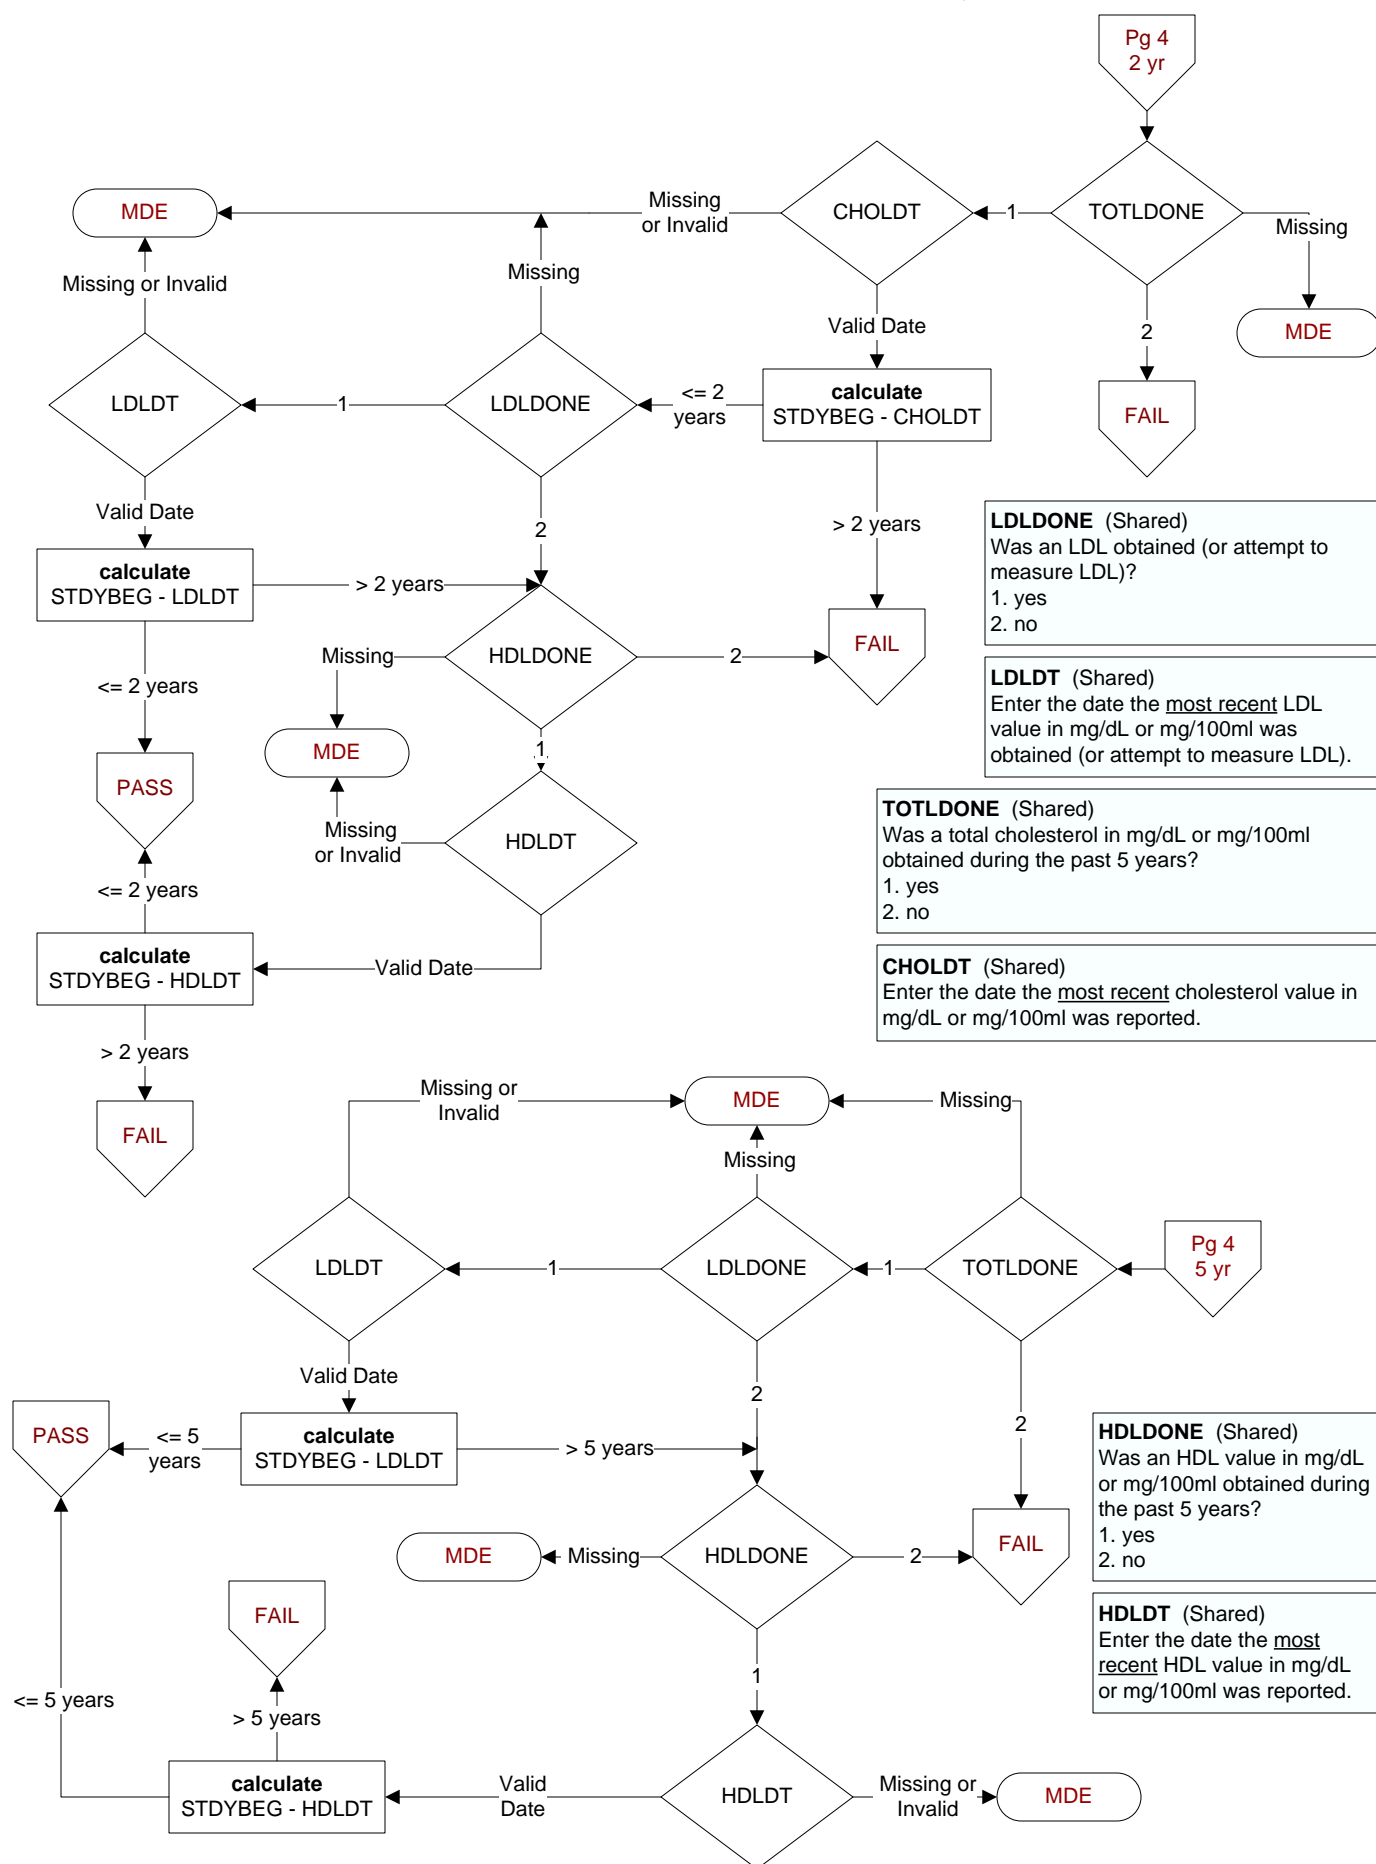 Pg 4
2 yr
MDE
Missing
or Invalid
CHOLDT
1
TOTLDONE
Missing
Missing or Invalid
Missing
Valid Date
2
MDE
LDLDT
1
LDLDONE
<= 2
years
calculate
STDYBEG - CHOLDT
FAIL
Valid Date
2
> 2 years
calculate
STDYBEG - LDLDT
> 2 years
LDLDONE (Shared)
Was an LDL obtained (or attempt to
measure LDL)?
1. yes
2. no
Missing
HDLDONE
2
FAIL
<= 2 years
LDLDT (Shared)
Enter the date the most recent LDL
value in mg/dL or mg/100ml was
obtained (or attempt to measure LDL).
MDE
1
PASS
Missing
or Invalid
HDLDT
TOTLDONE (Shared)
Was a total cholesterol in mg/dL or mg/100ml
obtained during the past 5 years?
1. yes
2. no
<= 2 years
calculate
STDYBEG - HDLDT
Valid Date
CHOLDT (Shared)
Enter the date the most recent cholesterol value in
mg/dL or mg/100ml was reported.
> 2 years
FAIL
Missing or
Invalid
MDE
Missing
Missing
LDLDT
1
LDLDONE
1
TOTLDONE
Pg 4
5 yr
Valid Date
2
2
PASS
<= 5
years
calculate
STDYBEG - LDLDT
> 5 years
HDLDONE (Shared)
Was an HDL value in mg/dL
or mg/100ml obtained during
the past 5 years?
1. yes
2. no
MDE
Missing
HDLDONE
2
FAIL
FAIL
HDLDT (Shared)
Enter the date the most
recent HDL value in mg/dL
or mg/100ml was reported.
1
<= 5 years
> 5 years
calculate
STDYBEG - HDLDT
Valid
Date
HDLDT
Missing or
Invalid
MDE